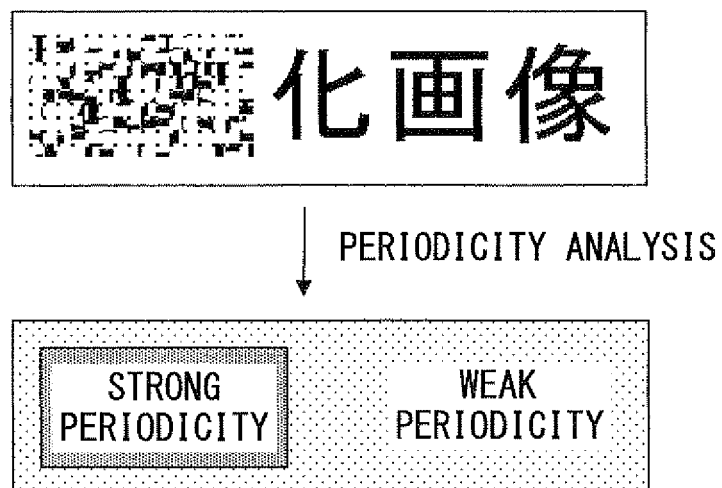 化画像
PERIODICITY ANALYSIS
STRONG
PERIODICITY
WEAK
PERIODICITY